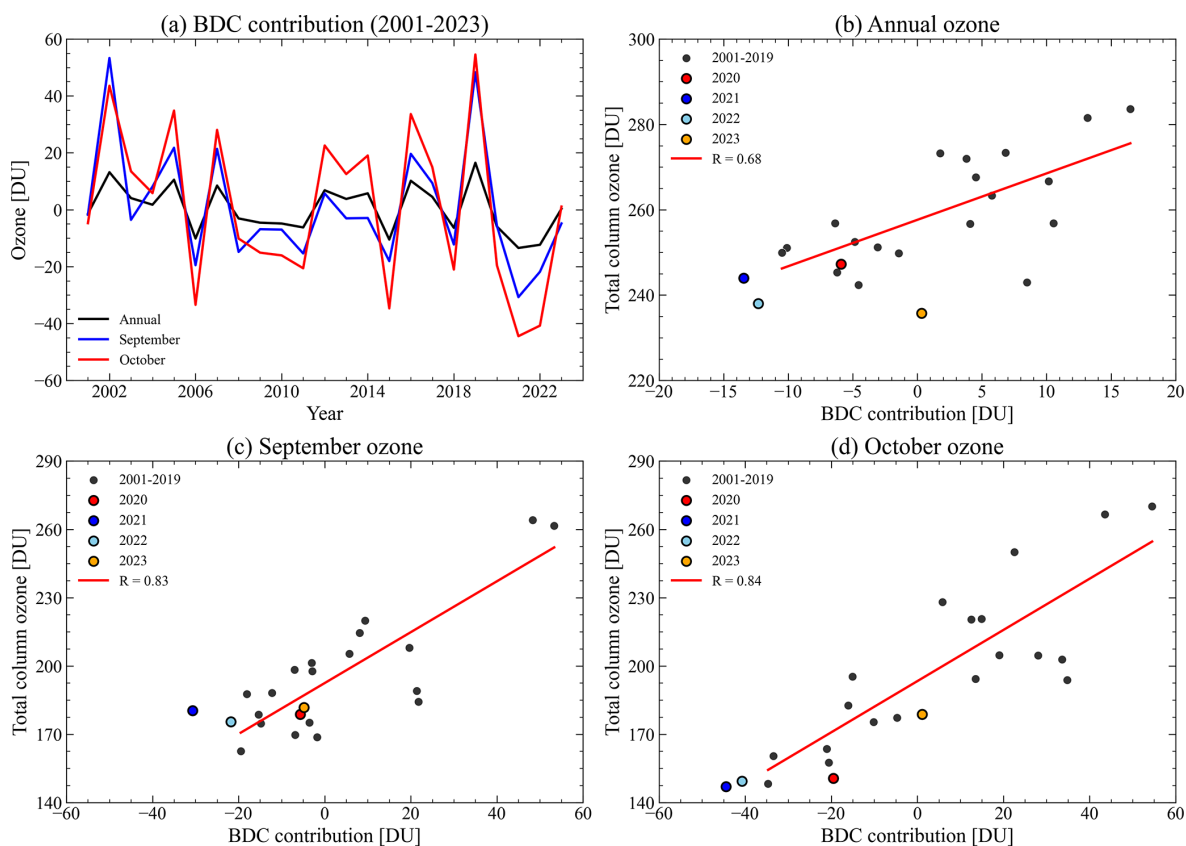 (a) BDC contribution (2001-2023)
60
40
20
0
−20
−40
−60
Ozone [DU]
Annual
September
October
2002 2006 2010 2014 2018 2022
Year
(b) Annual ozone
300
280
260
240
220
Total column ozone [DU]
2001-2019
2020
2021
2022
2023
R = 0.68
−20 −15 −10 −5 0 5 10 15 20
BDC contribution [DU]
(c) September ozone
290
260
230
200
170
140
Total column ozone [DU]
2001-2019
2020
2021
2022
2023
R = 0.83
−60 −40 −20 0 20 40 60
BDC contribution [DU]
(d) October ozone
290
260
230
200
170
140
Total column ozone [DU]
2001-2019
2020
2021
2022
2023
R = 0.84
−60 −40 −20 0 20 40 60
BDC contribution [DU]